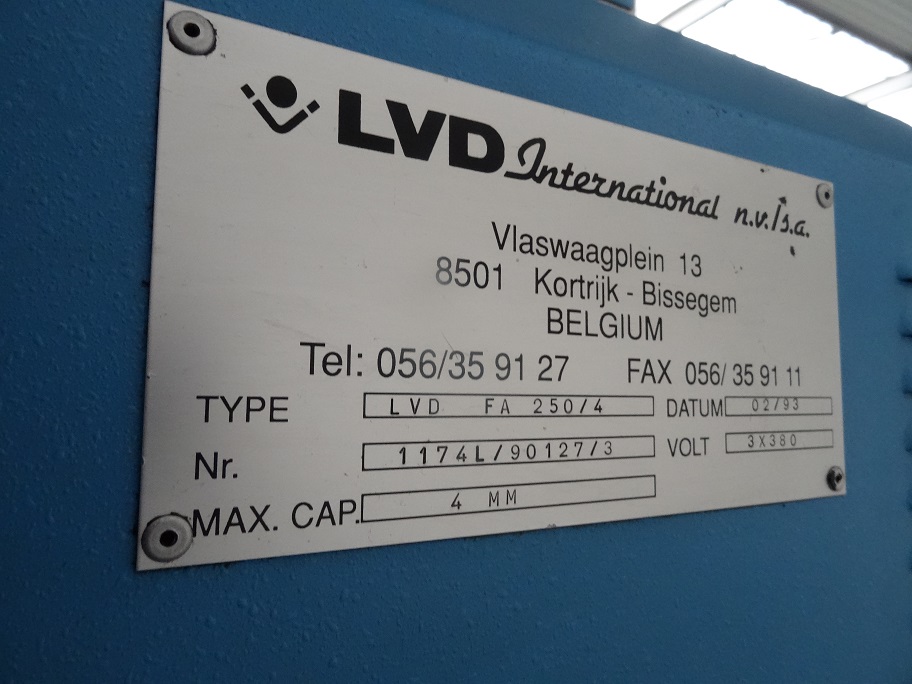 LVD International n.v./s.a.
Vlaswaagplein 13
8501 Kortrijk - Bissegem
BELGIUM
Tel: 056/35 91 27 FAX 056/ 35 91 11
TYPE LVD FA 250/4 DATUM 02/93
Nr. 1174L/90127/3 VOLT 3X380
MAX. CAP. 4 MM